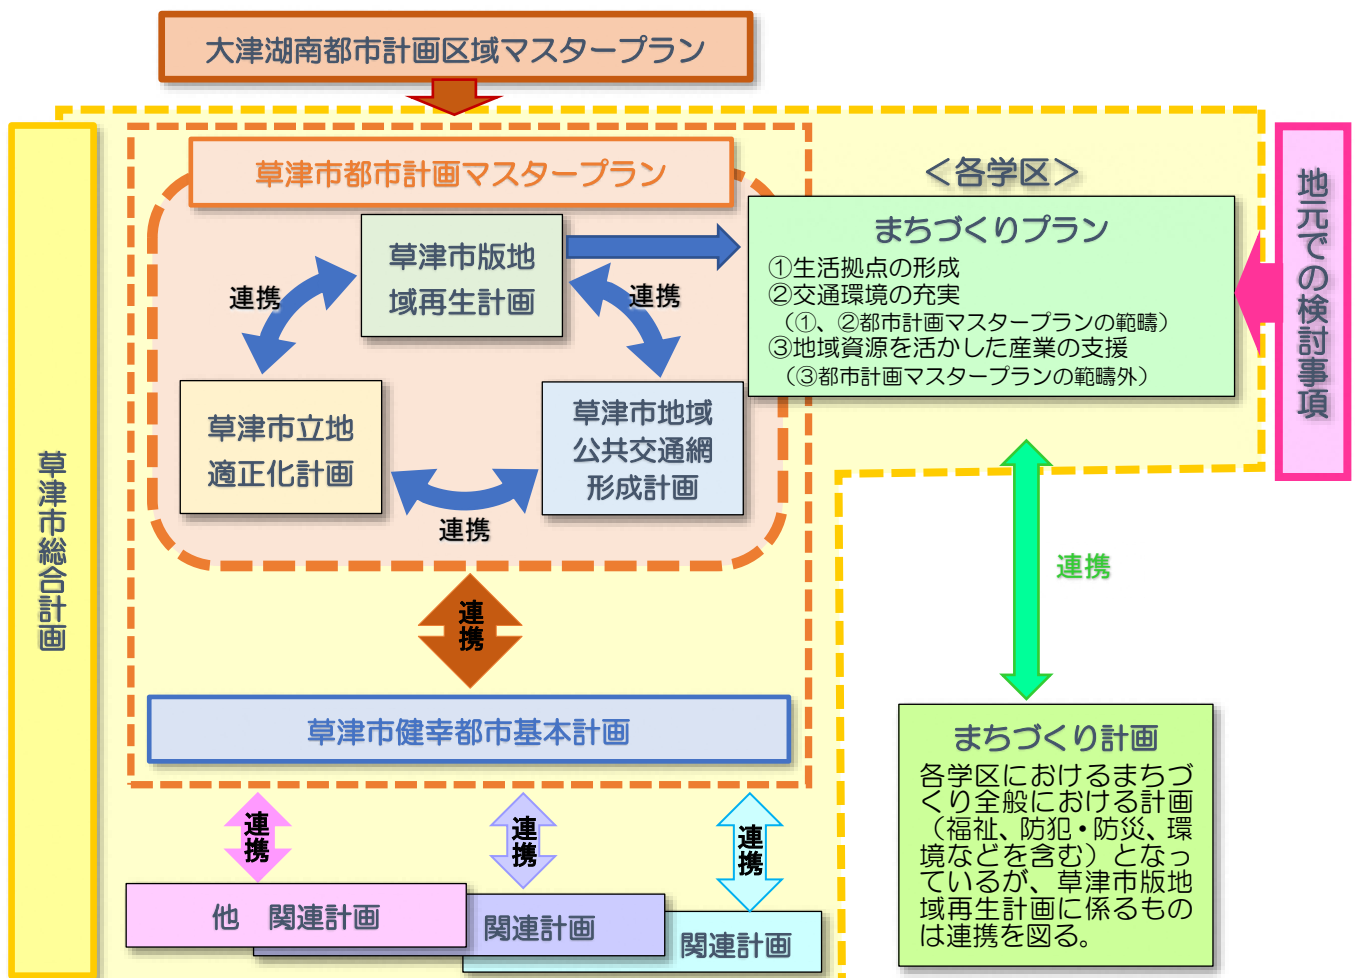 大津湖南都市計画区域マスタープラン
草津市総合計画
草津市都市計画マスタープラン
草津市版地
域再生計画
連携
連携
草津市立地
適正化計画
草津市地域
公共交通網
形成計画
連携
連携
草津市健幸都市基本計画
連携
連携
連携
他　関連計画
関連計画
関連計画
＜各学区＞
まちづくりプラン
①生活拠点の形成
②交通環境の充実
（①、②都市計画マスタープランの範疇）
③地域資源を活かした産業の支援
（③都市計画マスタープランの範疇外）
地元での検討事項
連携
まちづくり計画
各学区におけるまちづ
くり全般における計画
（福祉、防犯・防災、環
境などを含む）となっ
ているが、草津市版地
域再生計画に係るもの
は連携を図る。